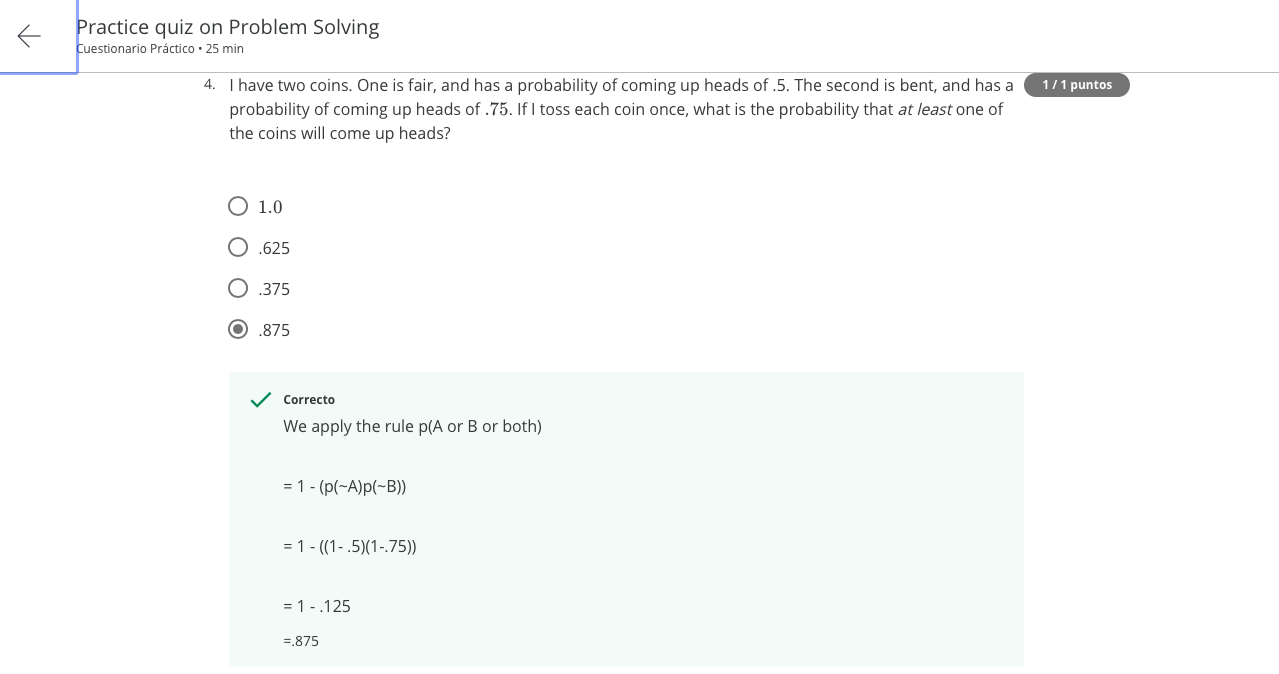 Practice quiz on Problem Solving
Cuestionario Práctico • 25 min
4. I have two coins. One is fair, and has a probability of coming up heads of .5. The second is bent, and has a
1 / 1 puntos
probability of coming up heads of .75. If I toss each coin once, what is the probability that at least one of
the coins will come up heads?
1.0
.625
.375
.875
Correcto
We apply the rule p(A or B or both)
= 1 - (p(~A)p(~B))
= 1 - ((1- .5)(1-.75))
= 1 - .125
=.875